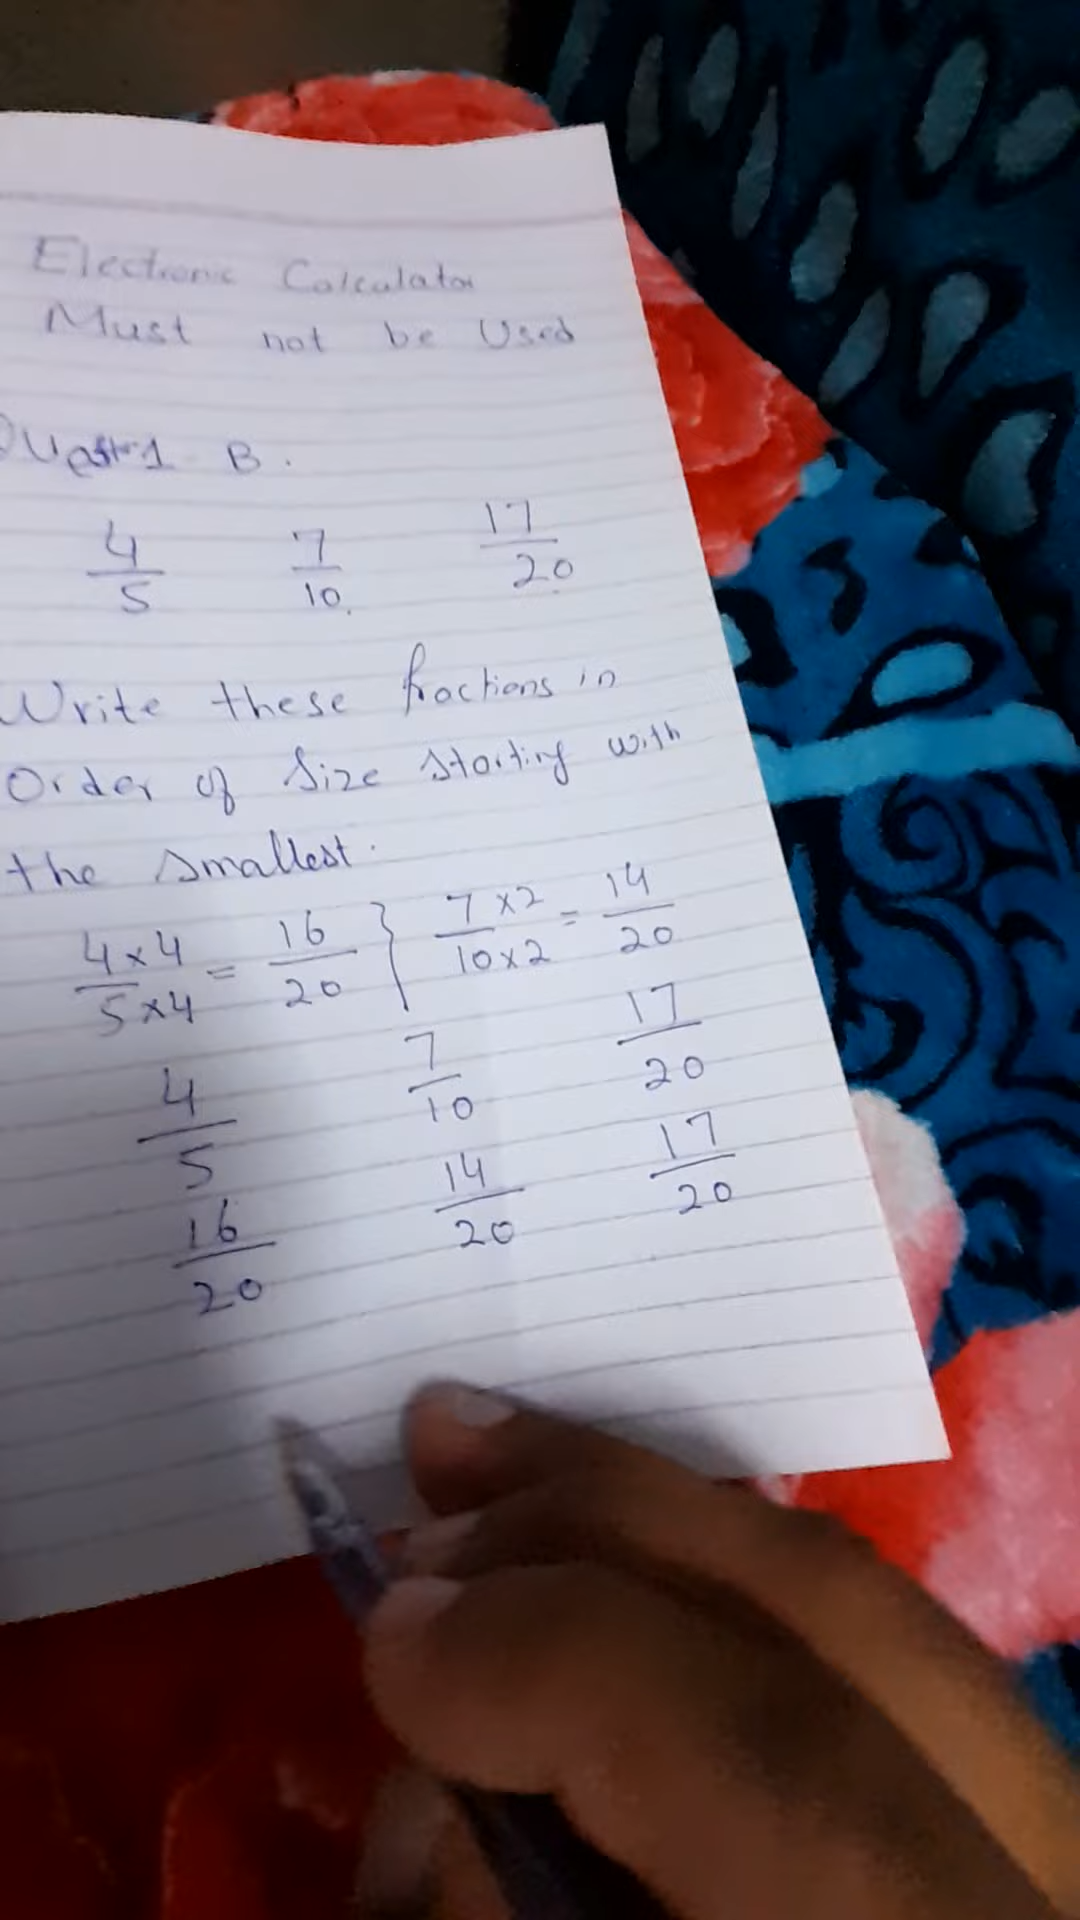 Electronic Calculator
Must not be Used
Quest-1 B.
4/5 7/10 17/20
Write these fractions in
Order of Size Starting with
the Smallest.
4×4/5×4 = 16/20 } 7×2/10×2 = 14/20
4/5 7/10 17/20
16/20 14/20 17/20